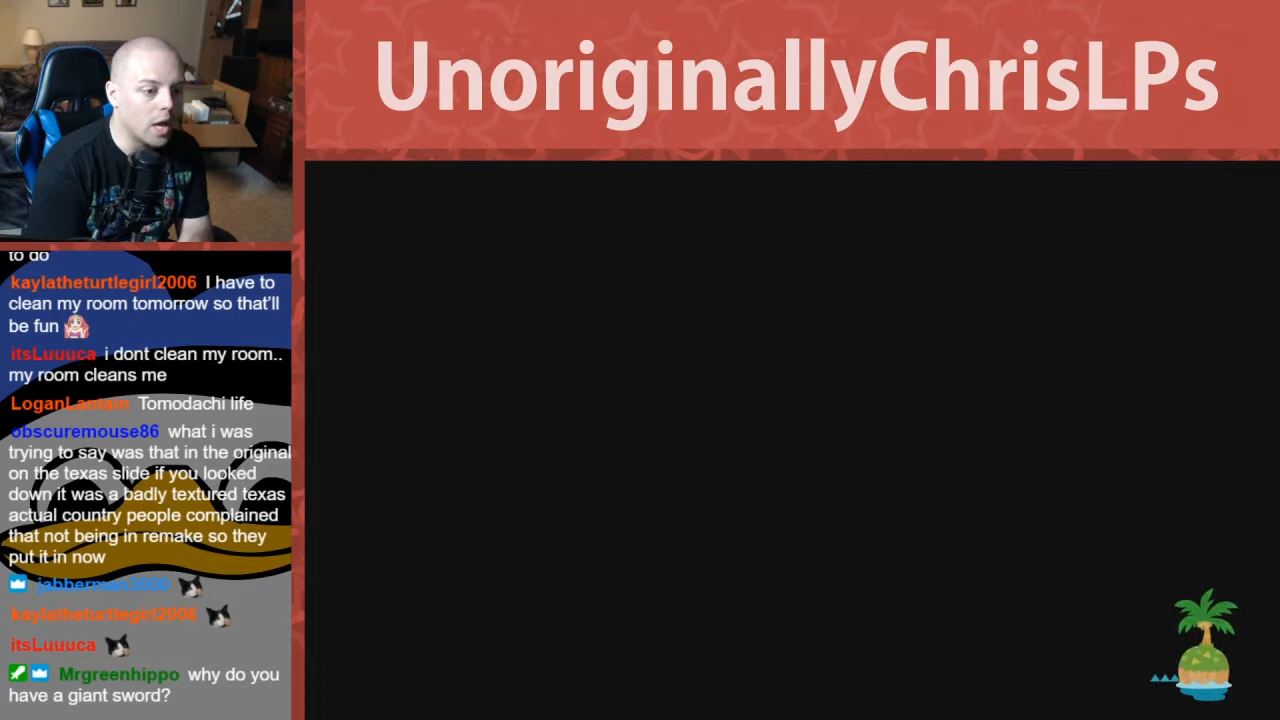 UnoriginallyChrisLPs
to do
kaylatheturtlegirl2006 I have to
clean my room tomorrow so that'll
be fun
itsLuuuca i dont clean my room..
my room cleans me
LoganLantain Tomodachi life
obscuremouse86 what i was
trying to say was that in the original
on the texas slide if you looked
down it was a badly textured texas
actual country people complained
that not being in remake so they
put it in now
jabberman3000
kaylatheturtlegirl2006
itsLuuuca
Mrgreenhippo why do you
have a giant sword?